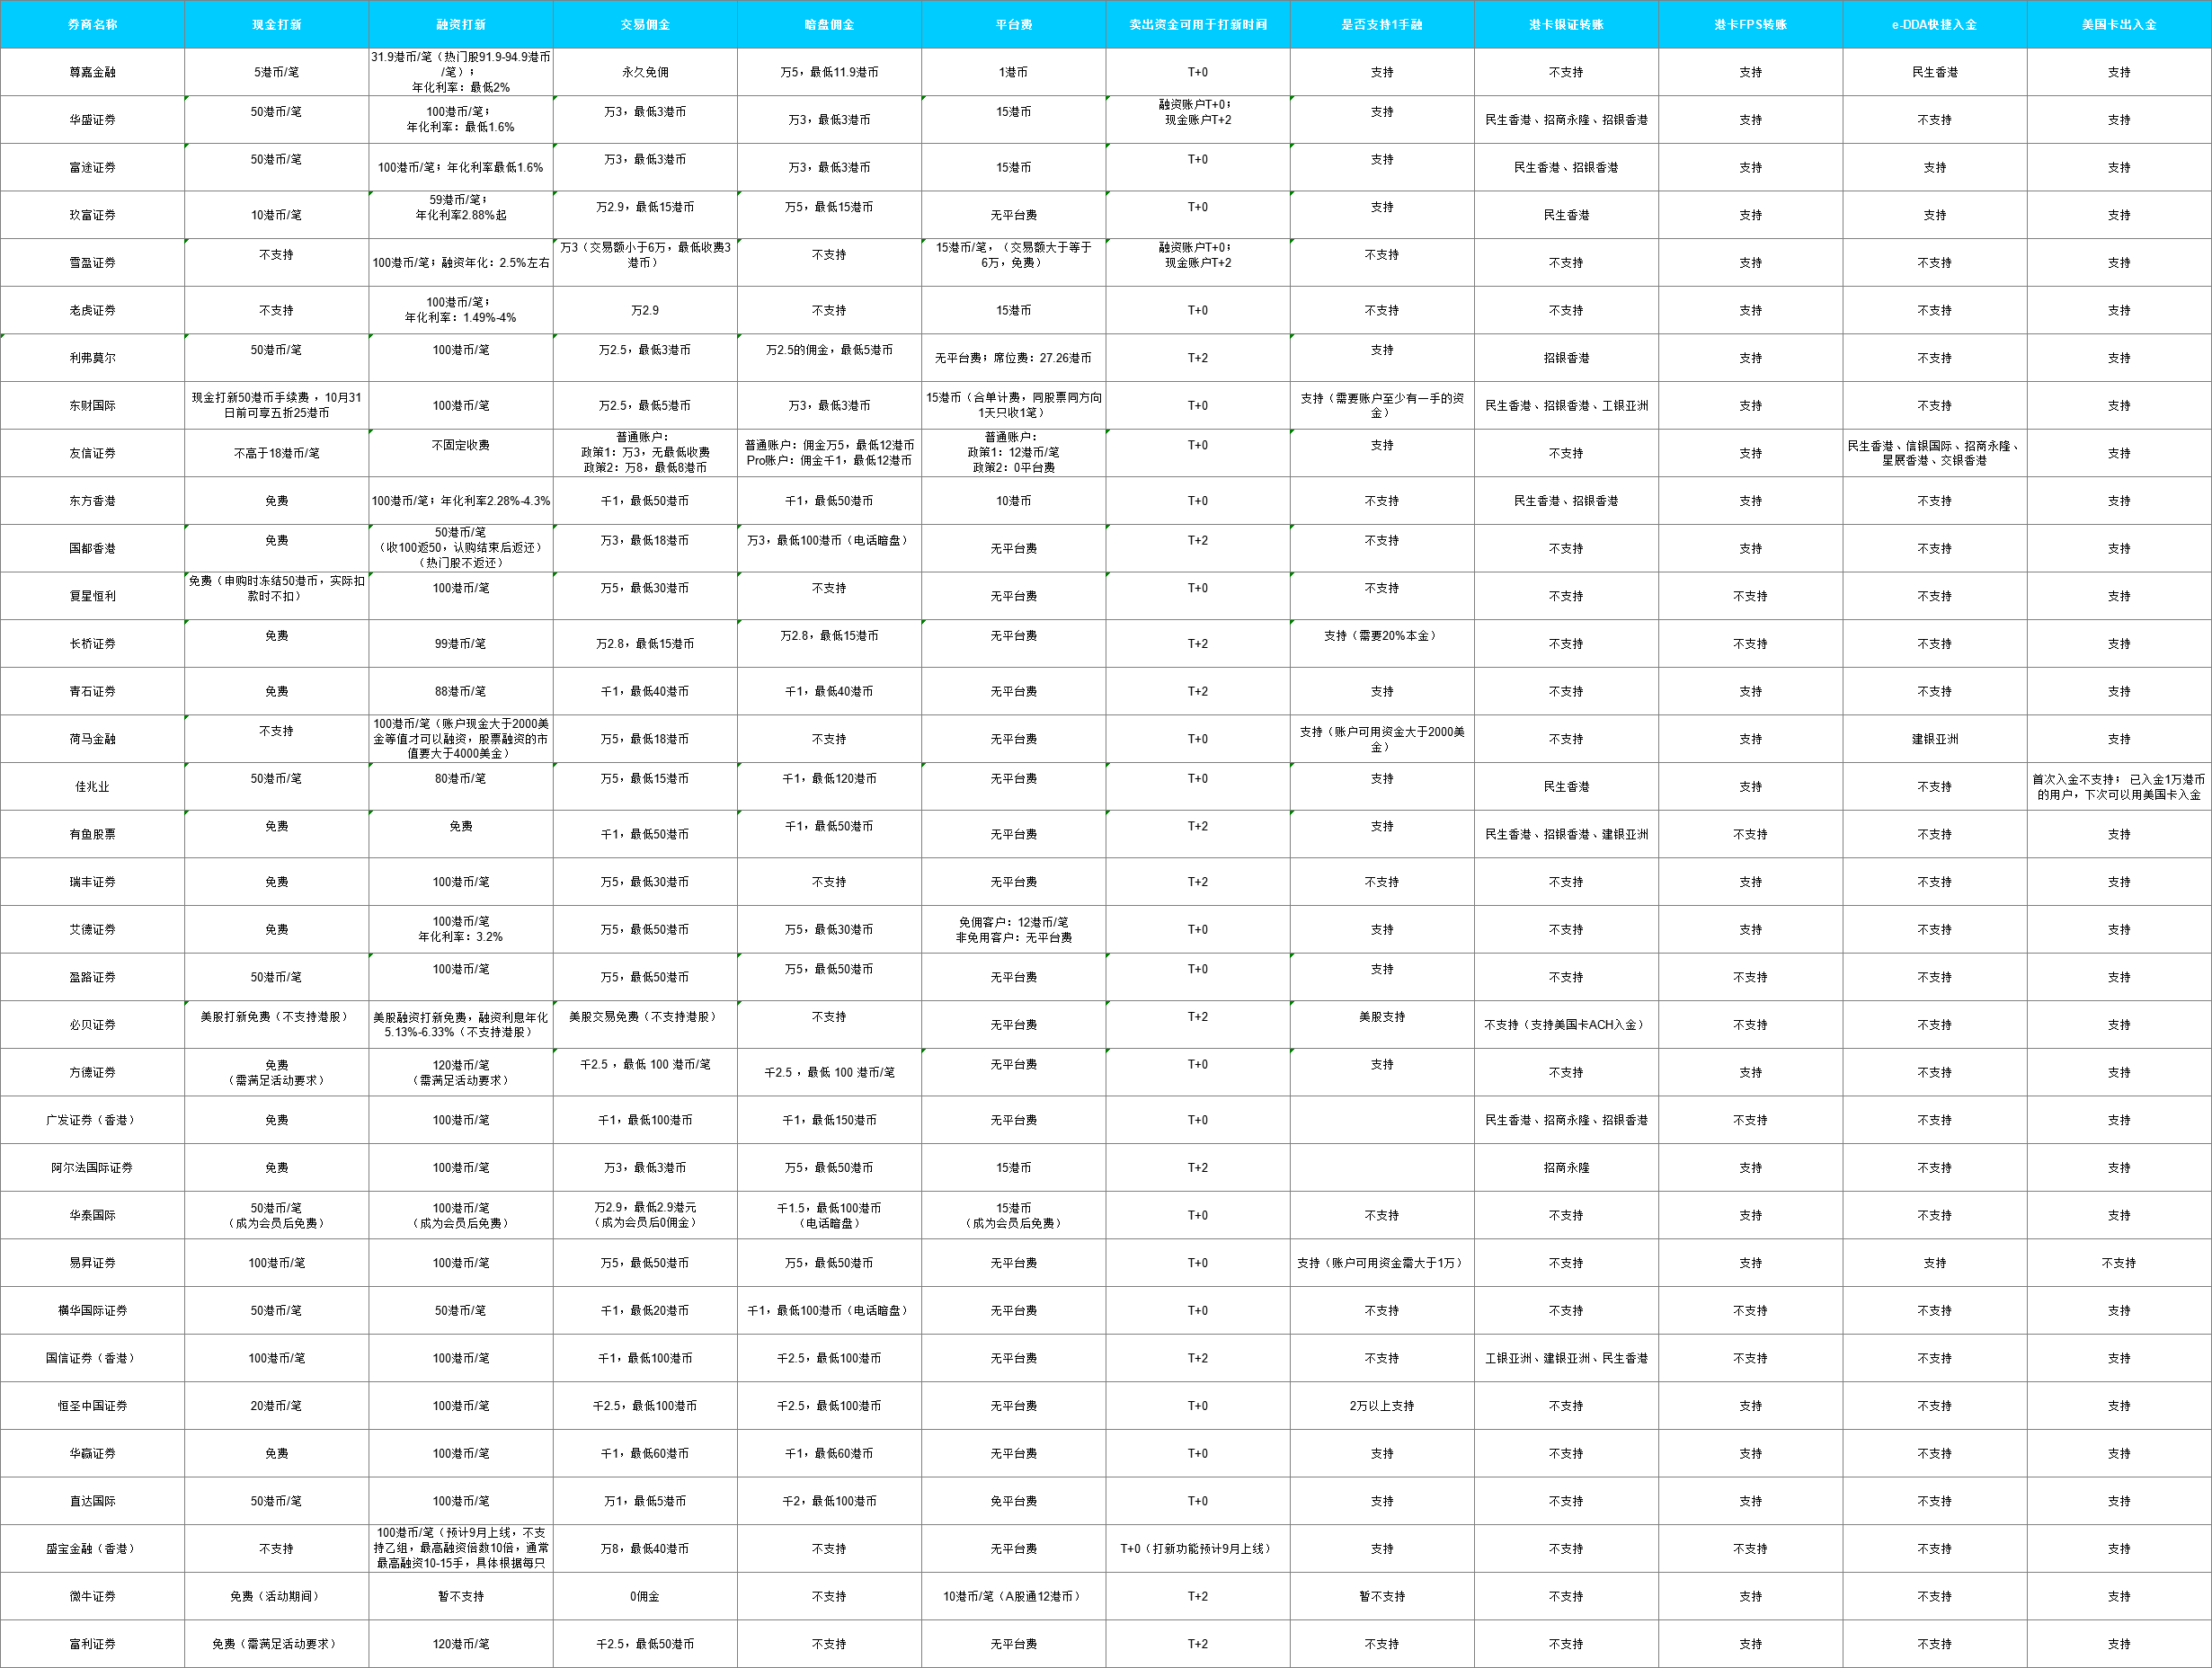 券商名称 现金打新 融资打新 交易佣金 暗盘佣金 平台费 卖出资金可用于打新时间 是否支持1手融 港卡银证转账 港卡FPS转账 e-DDA快捷入金 美国卡出入金
尊嘉金融 5港币/笔 31.9港币/笔（热门股91.9-94.9港币/笔）；年化利率：最低2% 永久免佣 万5，最低11.9港币 1港币 T+0 支持 不支持 支持 民生香港 支持
华盛证券 50港币/笔 100港币/笔；年化利率：最低1.6% 万3，最低3港币 万3，最低3港币 15港币 融资账户T+0；现金账户T+2 支持 民生香港、招商永隆、招银香港 支持 不支持 支持
富途证券 50港币/笔 100港币/笔；年化利率最低1.6% 万3，最低3港币 万3，最低3港币 15港币 T+0 支持 民生香港、招银香港 支持 支持 支持
玖富证券 10港币/笔 59港币/笔；年化利率2.88%起 万2.9，最低15港币 万5，最低15港币 无平台费 T+0 支持 民生香港 支持 支持 支持
雪盈证券 不支持 100港币/笔；融资年化：2.5%左右 万3（交易额小于6万，最低收费3港币） 不支持 15港币/笔，（交易额大于等于6万，免费） 融资账户T+0；现金账户T+2 不支持 不支持 支持 不支持 支持
老虎证券 不支持 100港币/笔；年化利率：1.49%-4% 万2.9 不支持 15港币 T+0 不支持 不支持 支持 不支持 支持
利弗莫尔 50港币/笔 100港币/笔 万2.5，最低3港币 万2.5的佣金，最低5港币 无平台费；席位费：27.26港币 T+2 支持 招银香港 支持 不支持 支持
东财国际 现金打新50港币手续费 ，10月31日前可享五折25港币 100港币/笔 万2.5，最低5港币 万3，最低3港币 15港币（合单计费，同股票同方向1天只收1笔） T+0 支持（需要账户至少有一手的资金） 民生香港、招银香港、工银亚洲 支持 不支持 支持
友信证券 不高于18港币/笔 不固定收费 普通账户：政策1：万3，无最低收费 政策2：万8，最低8港币 普通账户：佣金万5，最低12港币 Pro账户：佣金千1，最低12港币 普通账户：政策1：12港币/笔 政策2：0平台费 T+0 支持 不支持 支持 民生香港、信银国际、招商永隆、星展香港、交银香港 支持
东方香港 免费 100港币/笔；年化利率2.28%-4.3% 千1，最低50港币 千1，最低50港币 10港币 T+0 不支持 民生香港、招银香港 支持 不支持 支持
国都香港 免费 50港币/笔（收100返50，认购结束后返还）（热门股不返还） 万3，最低18港币 万3，最低100港币（电话暗盘） 无平台费 T+2 不支持 不支持 支持 不支持 支持
复星恒利 免费（申购时冻结50港币，实际扣款时不扣） 100港币/笔 万5，最低30港币 不支持 无平台费 T+0 不支持 不支持 不支持 不支持 支持
长桥证券 免费 99港币/笔 万2.8，最低15港币 万2.8，最低15港币 无平台费 T+2 支持（需要20%本金） 不支持 不支持 不支持 支持
青石证券 免费 88港币/笔 千1，最低40港币 千1，最低40港币 无平台费 T+2 支持 不支持 支持 不支持 支持
荷马金融 不支持 100港币/笔（账户现金大于2000美金等值才可以融资，股票融资的市值要大于4000美金） 万5，最低18港币 不支持 无平台费 T+0 支持（账户可用资金大于2000美金） 不支持 支持 建银亚洲 支持
佳兆业 50港币/笔 80港币/笔 万5，最低15港币 千1，最低120港币 无平台费 T+0 支持 民生香港 支持 不支持 首次入金不支持； 已入金1万港币的用户，下次可以用美国卡入金
有鱼股票 免费 免费 千1，最低50港币 千1，最低50港币 无平台费 T+2 支持 民生香港、招银香港、建银亚洲 不支持 不支持 支持
瑞丰证券 免费 100港币/笔 万5，最低30港币 不支持 无平台费 T+2 不支持 不支持 支持 不支持 支持
艾德证券 免费 100港币/笔 年化利率：3.2% 万5，最低50港币 万5，最低30港币 免佣客户：12港币/笔 非免用客户：无平台费 T+0 支持 不支持 支持 不支持 支持
盈路证券 50港币/笔 100港币/笔 万5，最低50港币 万5，最低50港币 无平台费 T+0 支持 不支持 不支持 不支持 支持
必贝证券 美股打新免费（不支持港股） 美股融资打新免费，融资利息年化5.13%-6.33%（不支持港股） 美股交易免费（不支持港股） 不支持 无平台费 T+2 美股支持 不支持（支持美国卡ACH入金） 不支持 不支持 支持
方德证券 免费（需满足活动要求） 120港币/笔（需满足活动要求） 千2.5 ，最低 100 港币/笔 千2.5 ，最低 100 港币/笔 无平台费 T+0 支持 不支持 支持 不支持 支持
广发证券（香港） 免费 100港币/笔 千1，最低100港币 千1，最低150港币 无平台费 T+0 民生香港、招商永隆、招银香港 不支持 不支持 支持
阿尔法国际证券 免费 100港币/笔 万3，最低3港币 万5，最低50港币 15港币 T+2 招商永隆 支持 不支持 支持
华泰国际 50港币/笔（成为会员后免费） 100港币/笔（成为会员后免费） 万2.9，最低2.9港元（成为会员后0佣金） 千1.5，最低100港币（电话暗盘） 15港币（成为会员后免费） T+0 不支持 不支持 支持 不支持 支持
易昇证券 100港币/笔 100港币/笔 万5，最低50港币 万5，最低50港币 无平台费 T+0 支持（账户可用资金需大于1万） 不支持 支持 支持 不支持
横华国际证券 50港币/笔 50港币/笔 千1，最低20港币 千1，最低100港币（电话暗盘） 无平台费 T+0 不支持 不支持 不支持 不支持 支持
国信证券（香港） 100港币/笔 100港币/笔 千1，最低100港币 千2.5，最低100港币 无平台费 T+2 不支持 工银亚洲、建银亚洲、民生香港 不支持 不支持 支持
恒圣中国证券 20港币/笔 100港币/笔 千2.5，最低100港币 千2.5，最低100港币 无平台费 T+0 2万以上支持 不支持 支持 不支持 支持
华赢证券 免费 100港币/笔 千1，最低60港币 千1，最低60港币 无平台费 T+0 支持 不支持 支持 不支持 支持
直达国际 50港币/笔 100港币/笔 万1，最低5港币 千2，最低100港币 免平台费 T+0 支持 不支持 支持 不支持 支持
盛宝金融（香港） 不支持 100港币/笔（预计9月上线，不支持乙组，最高融资倍数10倍，通常最高融资10-15手，具体根据每只 万8，最低40港币 不支持 无平台费 T+0（打新功能预计9月上线） 支持 不支持 不支持 不支持 支持
微牛证券 免费（活动期间） 暂不支持 0佣金 不支持 10港币/笔（A股通12港币） T+2 暂不支持 不支持 支持 不支持 支持
富利证券 免费（需满足活动要求） 120港币/笔 千2.5，最低50港币 不支持 无平台费 T+2 不支持 不支持 支持 不支持 支持